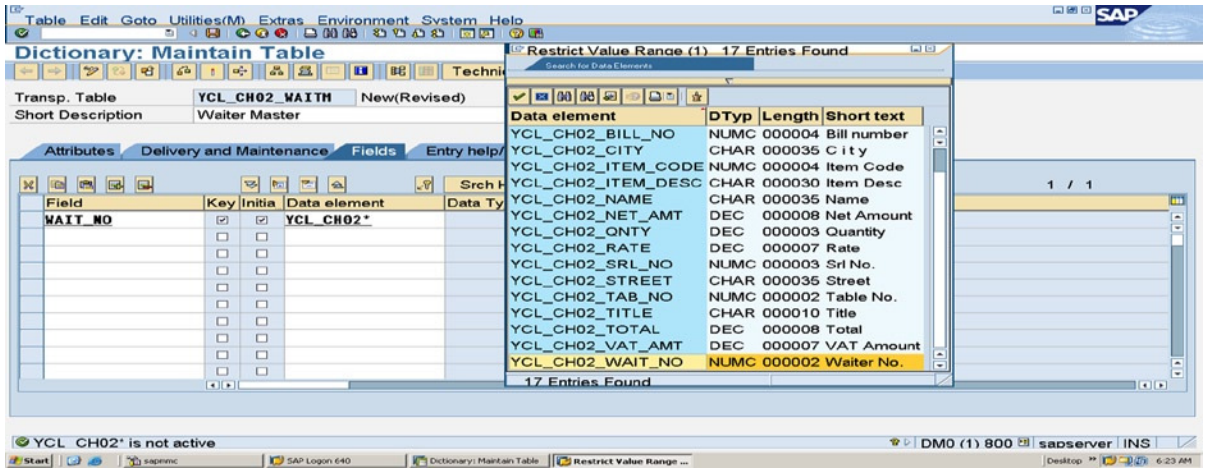 Table Edit Goto Utilities(M) Extras Environment System Help
SAP
Dictionary: Maintain Table
Techni
Transp. Table YCL_CH02_WAITM New(Revised)
Short Description Waiter Master
Attributes Delivery and Maintenance Fields Entry help/
Srch H
1 / 1
Field Key Initia Data element Data Ty
WAIT_NO YCL_CH02*
Restrict Value Range (1) 17 Entries Found
Search for Data Elements
Data element DTyp Length Short text
YCL_CH02_BILL_NO NUMC 000004 Bill number
YCL_CH02_CITY CHAR 000035 C i t y
YCL_CH02_ITEM_CODE NUMC 000004 Item Code
YCL_CH02_ITEM_DESC CHAR 000030 Item Desc
YCL_CH02_NAME CHAR 000035 Name
YCL_CH02_NET_AMT DEC 000008 Net Amount
YCL_CH02_QNTY DEC 000003 Quantity
YCL_CH02_RATE DEC 000007 Rate
YCL_CH02_SRL_NO NUMC 000003 Srl No.
YCL_CH02_STREET CHAR 000035 Street
YCL_CH02_TAB_NO NUMC 000002 Table No.
YCL_CH02_TITLE CHAR 000010 Title
YCL_CH02_TOTAL DEC 000008 Total
YCL_CH02_VAT_AMT DEC 000007 VAT Amount
YCL_CH02_WAIT_NO NUMC 000002 Waiter No.
17 Entries Found
YCL_CH02* is not active
DM0 (1) 800 sapserver INS
Start sapmmc SAP Logon 640 Dictionary: Maintain Table Restrict Value Range ... Desktop 6:23 AM